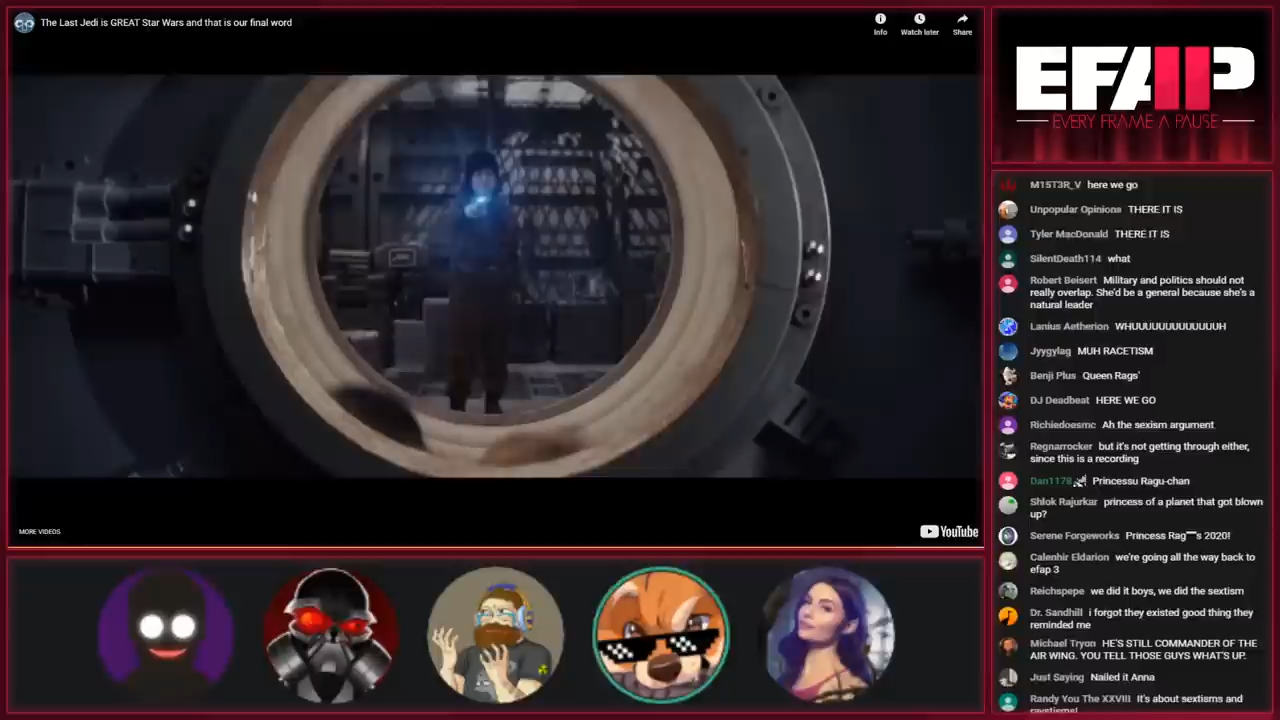 The Last Jedi is GREAT Star Wars and that is our final word
Info
Watch later
Share
MORE VIDEOS
YouTube
EFAP
EVERY FRAME A PAUSE
M15T3R_V here we go
Unpopular Opinions THERE IT IS
Tyler MacDonald THERE IT IS
SilentDeath114 what
Robert Beisert Military and politics should not
really overlap. She'd be a general because she's a
natural leader
Lanius Aetherion WHUUUUUUUUUUUUH
Jyygylag MUH RACETISM
Benji Plus Queen Rags'
DJ Deadbeat HERE WE GO
Richiedoesmc Ah the sexism argument
Regnarrocker but it's not getting through either,
since this is a recording
Dan1178 Princessu Ragu-chan
Shlok Rajurkar princess of a planet that got blown
up?
Serene Forgeworks Princess Rag͞͞s 2020!
Calenhir Eldarion we're going all the way back to
efap 3
Reichspepe we did it boys, we did the sextism
Dr. Sandhill i forgot they existed good thing they
reminded me
Michael Tryon HE'S STILL COMMANDER OF THE
AIR WING. YOU TELL THOSE GUYS WHAT'S UP.
Just Saying Nailed it Anna
Randy You The XXVIII It's about sextisms and